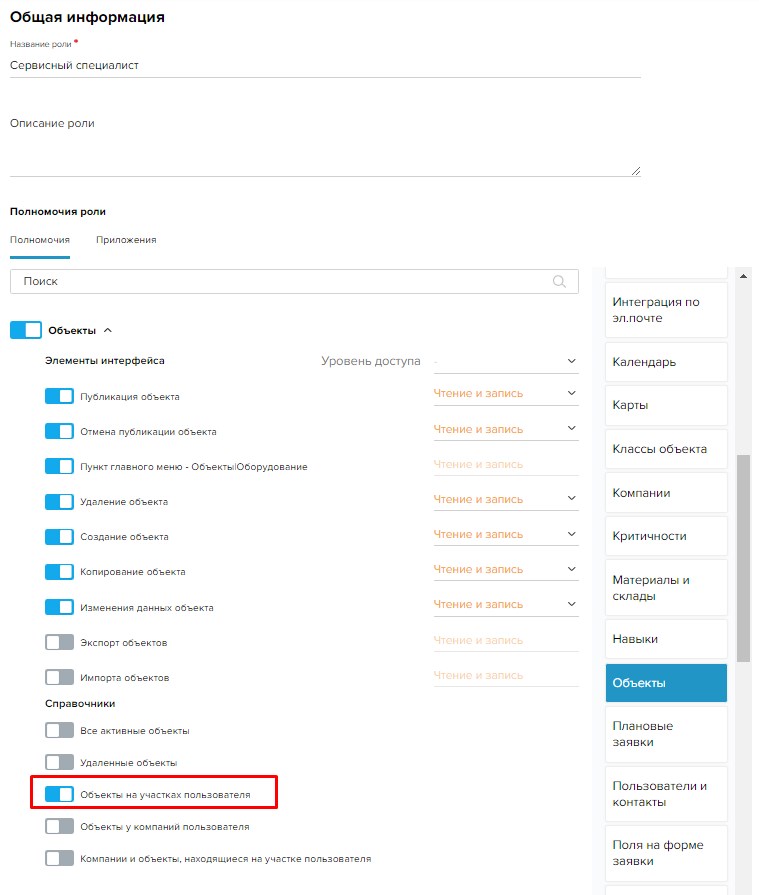 Общая информация
Название роли *
Сервисный специалист
Описание роли
Полномочия роли
Полномочия Приложения
Поиск
Объекты
Элементы интерфейса Уровень доступа -
Публикация объекта Чтение и запись
Отмена публикации объекта Чтение и запись
Пункт главного меню - Объекты|Оборудование Чтение и запись
Удаление объекта Чтение и запись
Создание объекта Чтение и запись
Копирование объекта Чтение и запись
Изменения данных объекта Чтение и запись
Экспорт объектов Чтение и запись
Импорта объектов Чтение и запись
Справочники
Все активные объекты
Удаленные объекты
Объекты на участках пользователя
Объекты у компаний пользователя
Компании и объекты, находящиеся на участке пользователя
Интеграция по
эл.почте
Календарь
Карты
Классы объекта
Компании
Критичности
Материалы и
склады
Навыки
Объекты
Плановые
заявки
Пользователи и
контакты
Поля на форме
заявки